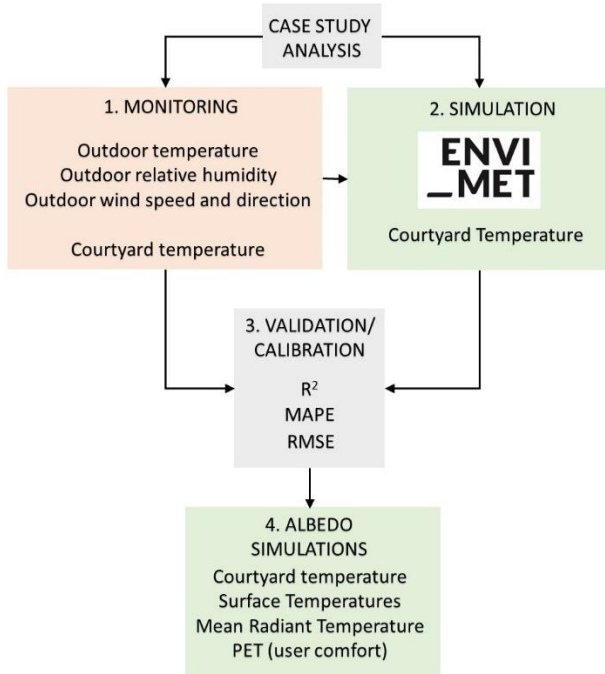 CASE STUDY
ANALYSIS
1. MONITORING
Outdoor temperature
Outdoor relative humidity
Outdoor wind speed and direction
Courtyard temperature
2. SIMULATION
ENVI
_MET
Courtyard Temperature
3. VALIDATION/
CALIBRATION
R²
MAPE
RMSE
4. ALBEDO
SIMULATIONS
Courtyard temperature
Surface Temperatures
Mean Radiant Temperature
PET (user comfort)